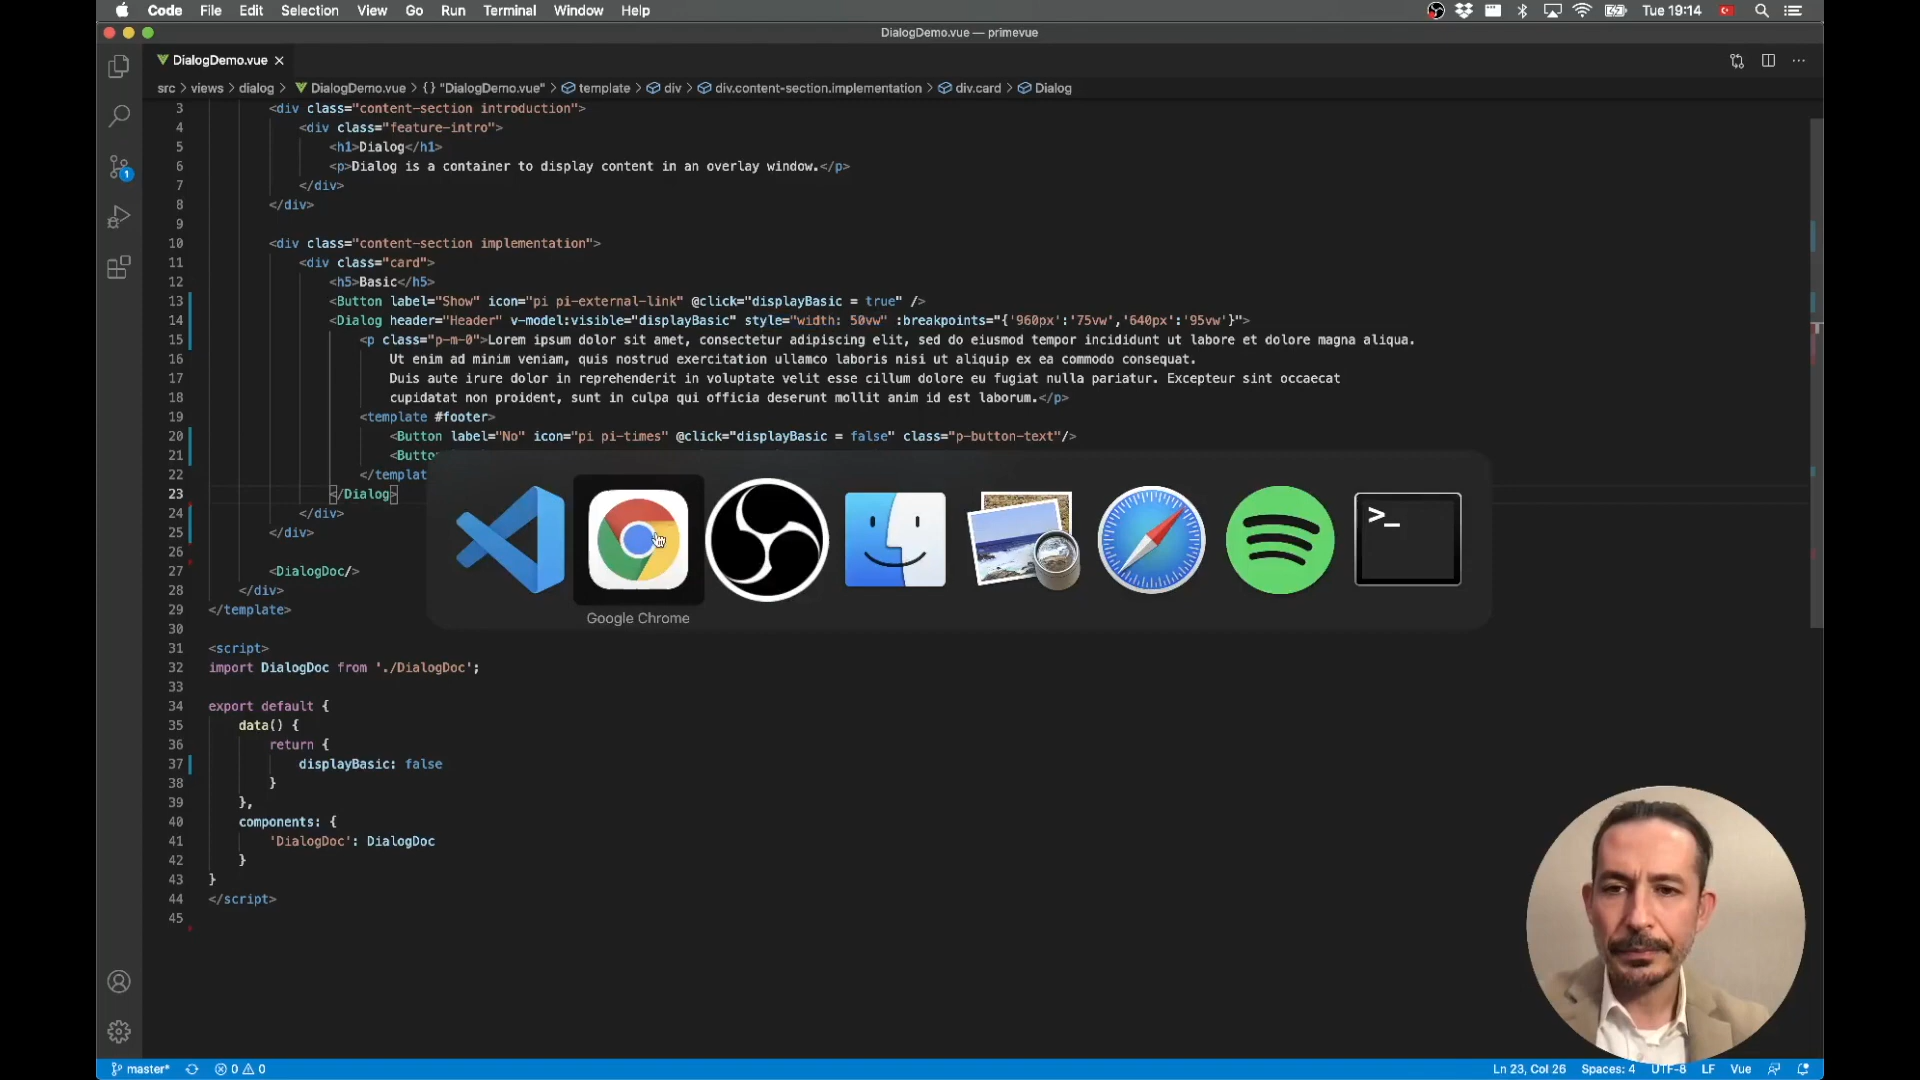 Code File Edit Selection View Go Run Terminal Window Help Tue 19:14
DialogDemo.vue — primevue
DialogDemo.vue
src > views > dialog > DialogDemo.vue > {} "DialogDemo.vue" > template > div > div.content-section.implementation > div.card > Dialog
3 <div class="content-section introduction">
4 <div class="feature-intro">
5 <h1>Dialog</h1>
6 <p>Dialog is a container to display content in an overlay window.</p>
7 </div>
8 </div>
9
10 <div class="content-section implementation">
11 <div class="card">
12 <h5>Basic</h5>
13 <Button label="Show" icon="pi pi-external-link" @click="displayBasic = true" />
14 <Dialog header="Header" v-model:visible="displayBasic" style="width: 50vw" :breakpoints="{'960px':'75vw','640px':'95vw'}">
15 <p class="p-m-0">Lorem ipsum dolor sit amet, consectetur adipiscing elit, sed do eiusmod tempor incididunt ut labore et dolore magna aliqua.
16 Ut enim ad minim veniam, quis nostrud exercitation ullamco laboris nisi ut aliquip ex ea commodo consequat.
17 Duis aute irure dolor in reprehenderit in voluptate velit esse cillum dolore eu fugiat nulla pariatur. Excepteur sint occaecat
18 cupidatat non proident, sunt in culpa qui officia deserunt mollit anim id est laborum.</p>
19 <template #footer>
20 <Button label="No" icon="pi pi-times" @click="displayBasic = false" class="p-button-text"/>
21 <Butto
22 </templat
23 </Dialog>
24 </div>
25 </div>
26
27 <DialogDoc/>
28 </div>
29 </template>
30
31 <script>
32 import DialogDoc from './DialogDoc';
33
34 export default {
35 data() {
36 return {
37 displayBasic: false
38 }
39 },
40 components: {
41 'DialogDoc': DialogDoc
42 }
43 }
44 </script>
45
>_
Google Chrome
1
master* 0 0 Ln 23, Col 26 Spaces: 4 UTF-8 LF Vue